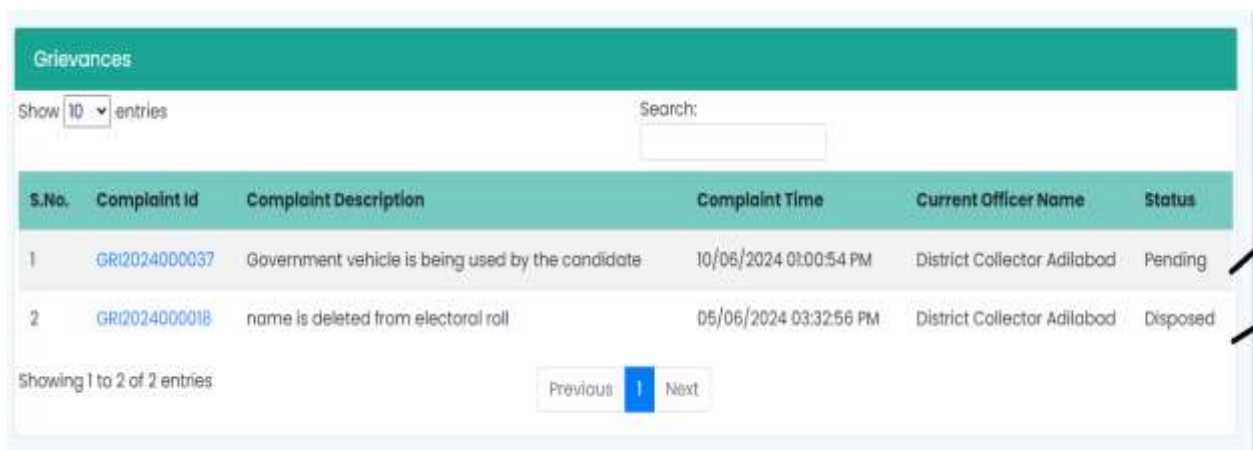 Grievances
Show 10 entries
Search:
S.No. Complaint Id Complaint Description Complaint Time Current Officer Name Status
1 GRI2024000037 Government vehicle is being used by the candidate 10/06/2024 01:00:54 PM District Collector Adilabad Pending
2 GRI2024000018 name is deleted from electoral roll 05/06/2024 03:32:56 PM District Collector Adilabad Disposed
Showing 1 to 2 of 2 entries
Previous 1 Next